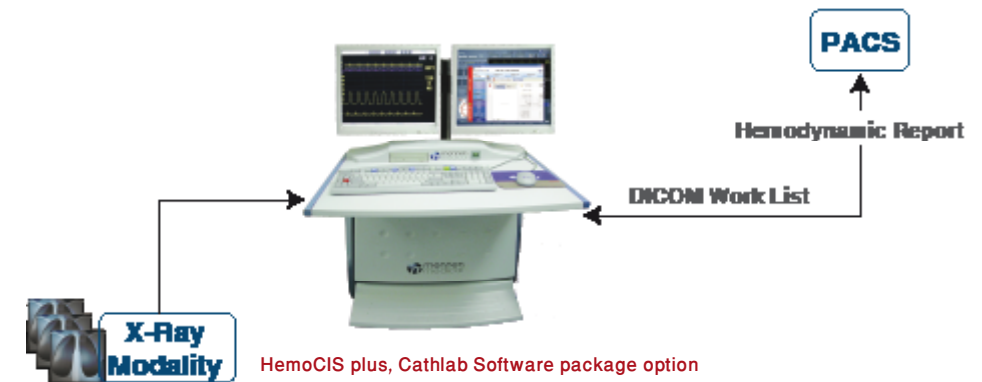 PACS
Hemodynamic Report
DICOM Work List
X-Ray
Modality
HemoCIS plus, Cathlab Software package option